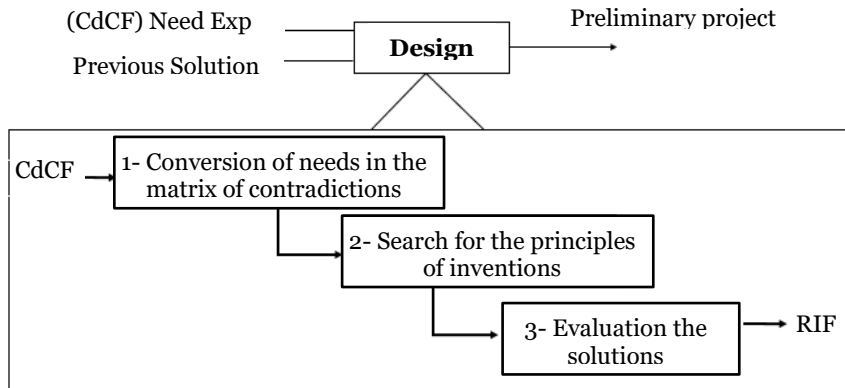 (CdCF) Need Exp
Preliminary project
Design
Previous Solution
CdCF
1- Conversion of needs in the
matrix of contradictions
2- Search for the principles
of inventions
3- Evaluation the
solutions
RIF